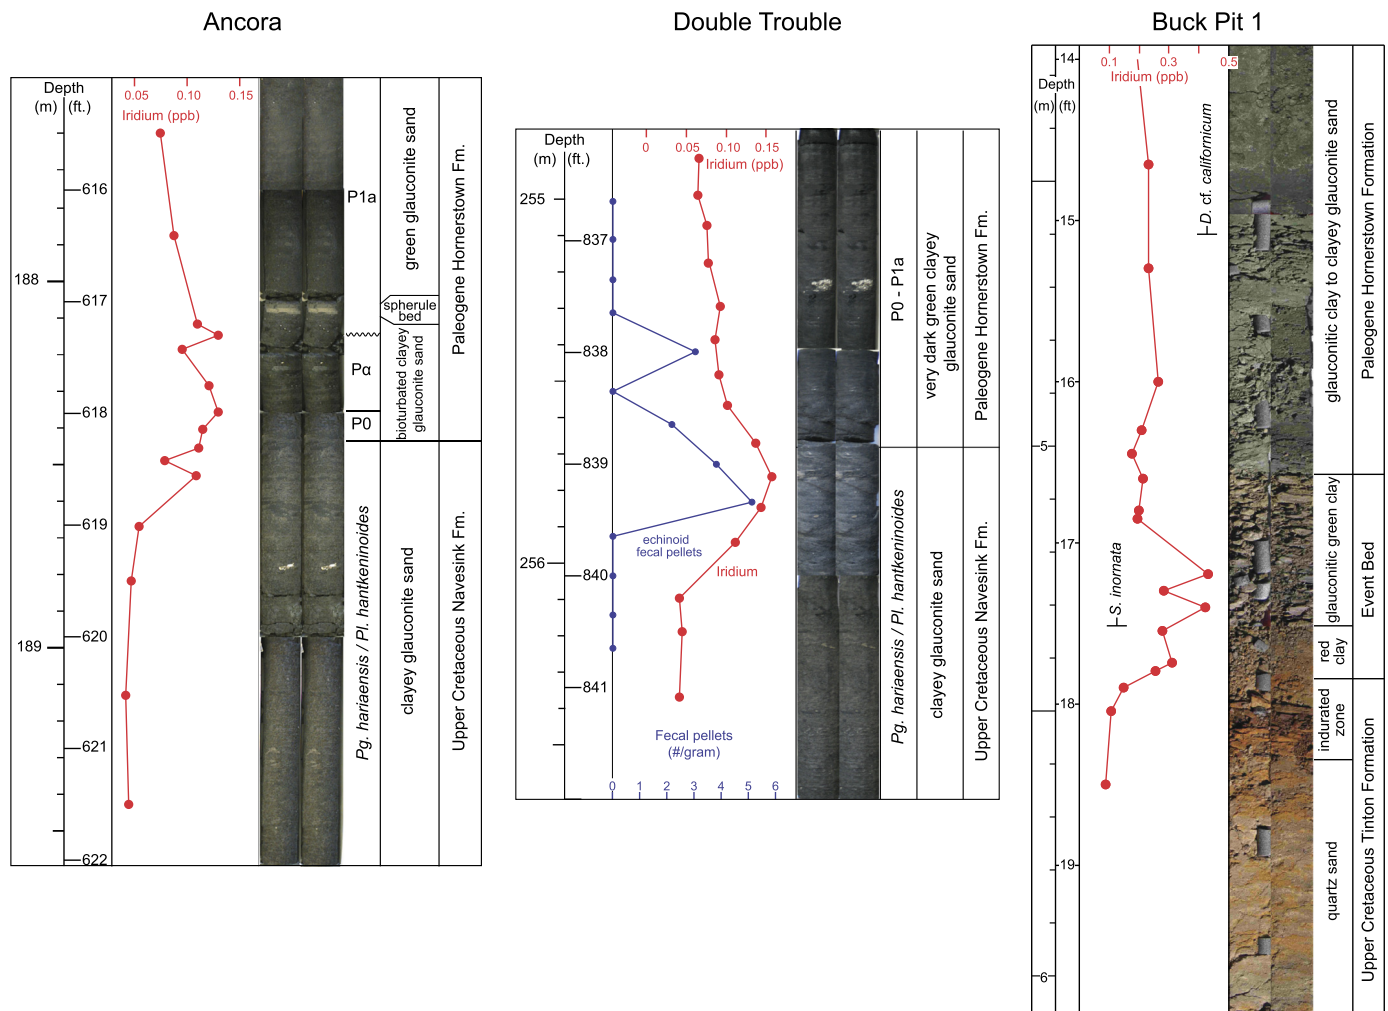 Ancora
Depth
(m) (ft.)
0.05 0.10 0.15
Iridium (ppb)
616
188
617
618
619
189
620
621
622
P1a
Pα
P0
Pg. hariaensis / Pl. hantkeninoides
green glauconite sand
spherule
bed
bioturbated clayey
glauconite sand
clayey glauconite sand
Paleogene Hornerstown Fm.
Upper Cretaceous Navesink Fm.
Double Trouble
Depth
(m) (ft.)
0 0.05 0.10 0.15
Iridium (ppb)
255
837
838
839
256
840
841
echinoid
fecal pellets
Iridium
Fecal pellets
(#/gram)
0 1 2 3 4 5 6
P0 - P1a
Pg. hariaensis / Pl. hantkeninoides
very dark green clayey
glauconite sand
clayey glauconite sand
Paleogene Hornerstown Fm.
Upper Cretaceous Navesink Fm.
Buck Pit 1
14
0.1 0.3 0.5
Iridium (ppb)
Depth
(m) (ft)
15
16
5
17
18
19
6
D. cf. californicum
S. inornata
glauconitic clay to clayey glauconite sand
glauconitic green clay
red
clay
indurated
zone
quartz sand
Paleogene Hornerstown Formation
Event Bed
Upper Cretaceous Tinton Formation